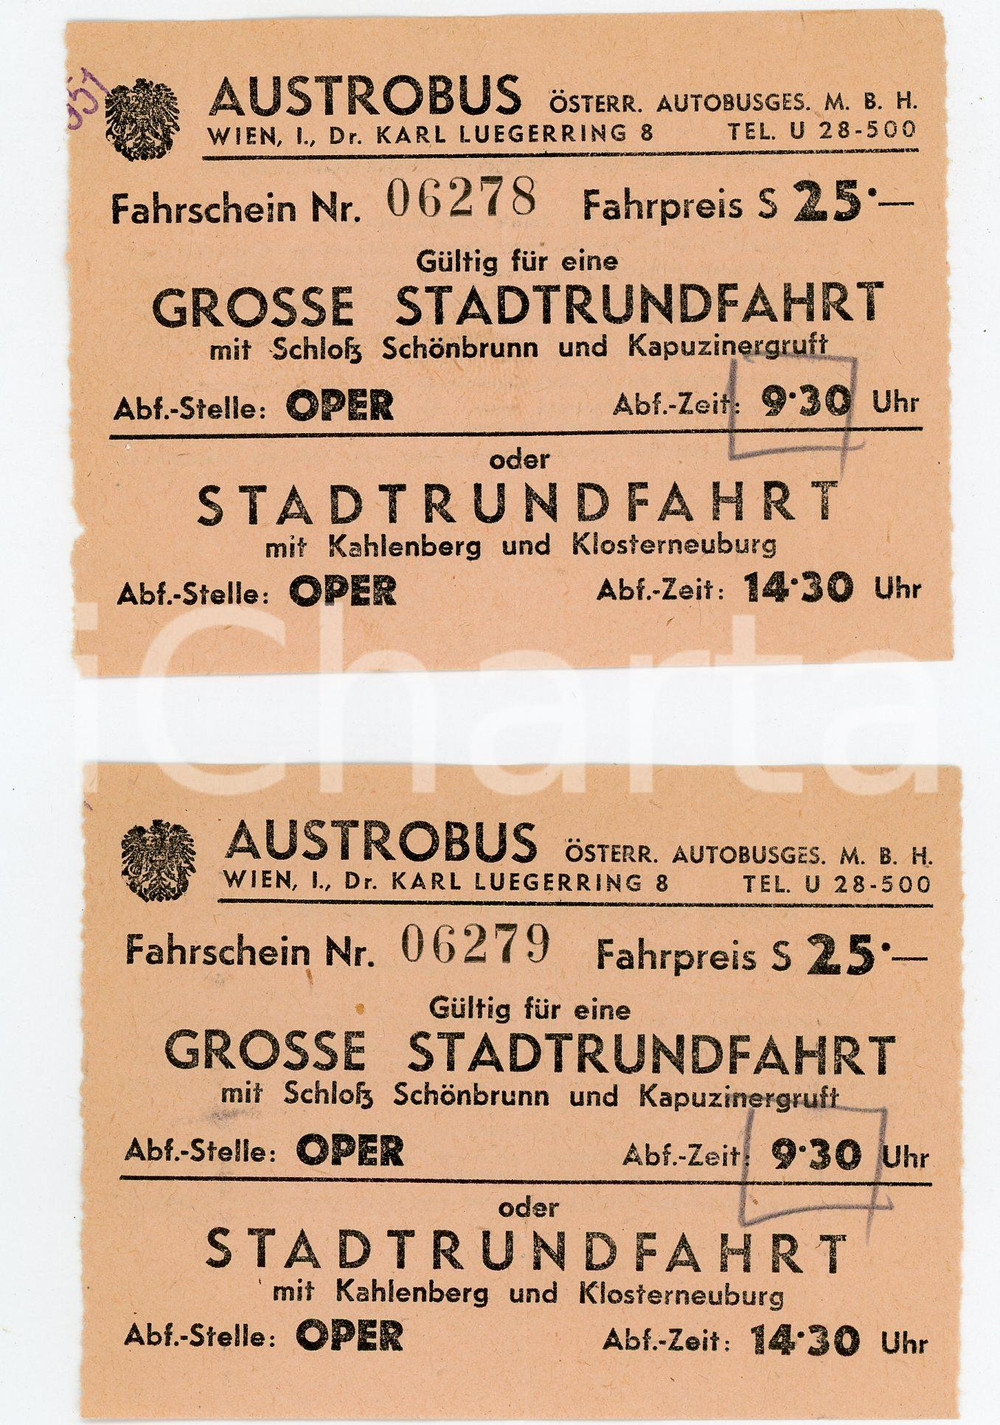 AUSTROBUS ÖSTERR. AUTOBUSGES. M. B. H.
WIEN, I., Dr. KARL LUEGERRING 8 TEL. U 28-500
Fahrschein Nr. 06278 Fahrpreis S 25·—
Gültig für eine
GROSSE STADTRUNDFAHRT
mit Schloß Schönbrunn und Kapuzinergruft
Abf.-Stelle: OPER Abf.-Zeit: 9·30 Uhr
oder
STADTRUNDFAHRT
mit Kahlenberg und Klosterneuburg
Abf.-Stelle: OPER Abf.-Zeit: 14·30 Uhr
iCharta
AUSTROBUS ÖSTERR. AUTOBUSGES. M. B. H.
WIEN, I., Dr. KARL LUEGERRING 8 TEL. U 28-500
Fahrschein Nr. 06279 Fahrpreis S 25·—
Gültig für eine
GROSSE STADTRUNDFAHRT
mit Schloß Schönbrunn und Kapuzinergruft
Abf.-Stelle: OPER Abf.-Zeit: 9·30 Uhr
oder
STADTRUNDFAHRT
mit Kahlenberg und Klosterneuburg
Abf.-Stelle: OPER Abf.-Zeit: 14·30 Uhr